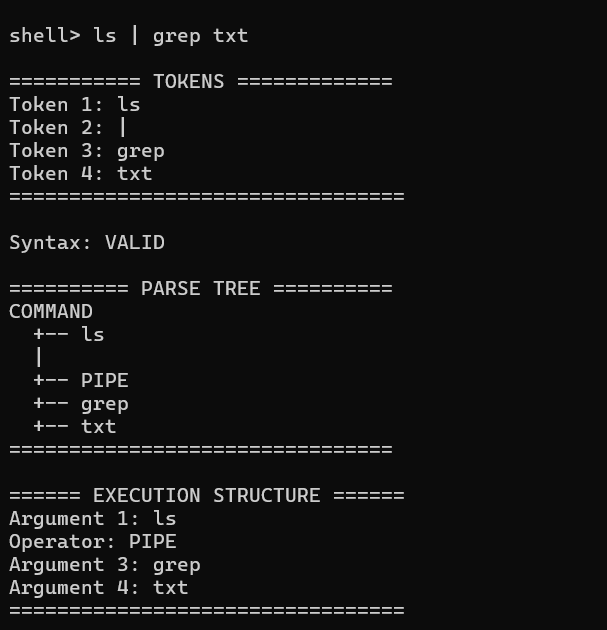 shell> ls | grep txt
=========== TOKENS =============
Token 1: ls
Token 2: |
Token 3: grep
Token 4: txt
=================================
Syntax: VALID
========== PARSE TREE ==========
COMMAND
  +-- ls
  |
  +-- PIPE
  +-- grep
  +-- txt
================================
====== EXECUTION STRUCTURE ======
Argument 1: ls
Operator: PIPE
Argument 3: grep
Argument 4: txt
=================================